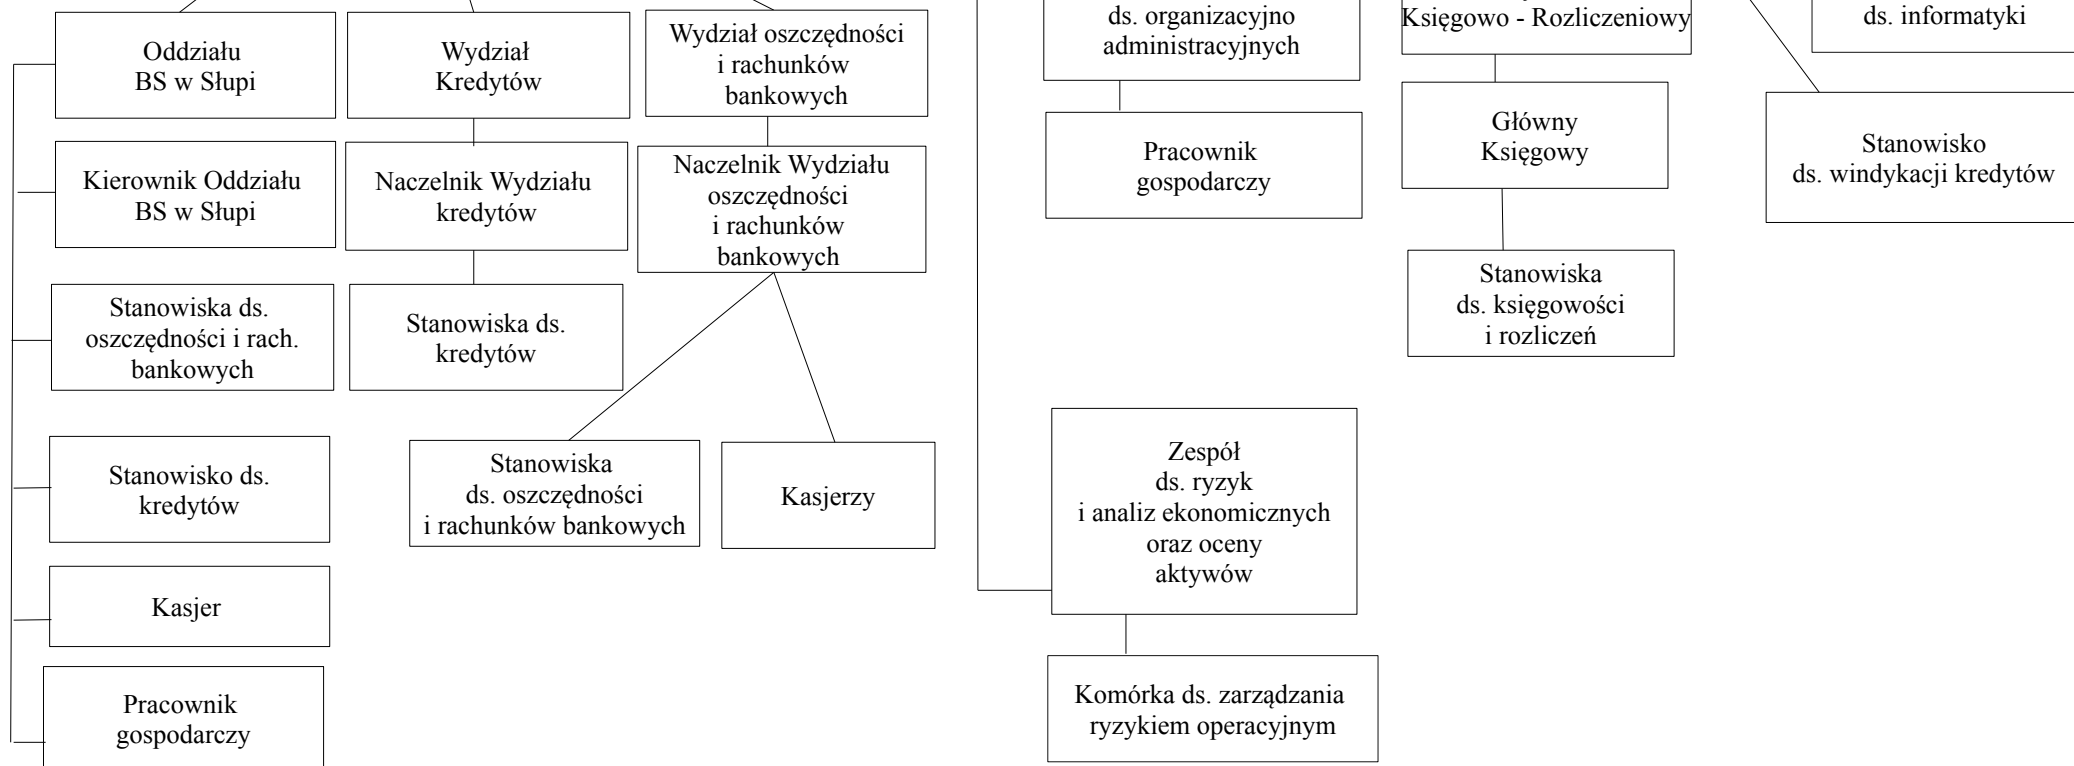 Oddziału
BS w Słupi
Wydział
Kredytów
Wydział oszczędności
i rachunków
bankowych
ds. organizacyjno
administracyjnych
Księgowo - Rozliczeniowy
ds. informatyki
Kierownik Oddziału
BS w Słupi
Naczelnik Wydziału
kredytów
Naczelnik Wydziału
oszczędności
i rachunków
bankowych
Pracownik
gospodarczy
Główny
Księgowy
Stanowisko
ds. windykacji kredytów
Stanowiska ds.
oszczędności i rach.
bankowych
Stanowiska ds.
kredytów
Stanowiska
ds. księgowości
i rozliczeń
Stanowisko ds.
kredytów
Stanowiska
ds. oszczędności
i rachunków bankowych
Kasjerzy
Zespół
ds. ryzyk
i analiz ekonomicznych
oraz oceny
aktywów
Kasjer
Pracownik
gospodarczy
Komórka ds. zarządzania
ryzykiem operacyjnym